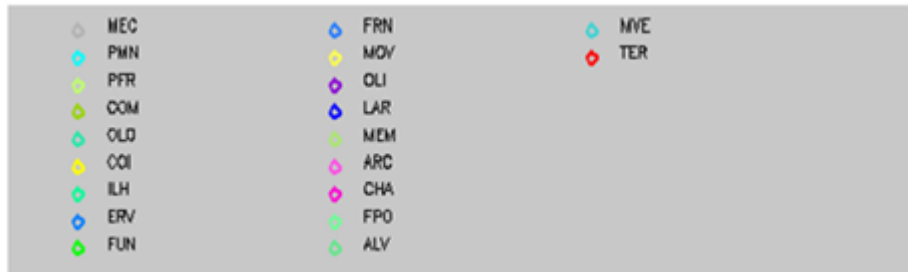 MEC
PMN
PFR
COM
OLD
COI
ILH
ERV
FUN
FRN
MOV
OLI
LAR
MEM
ARC
CHA
FPO
ALV
MVE
TER